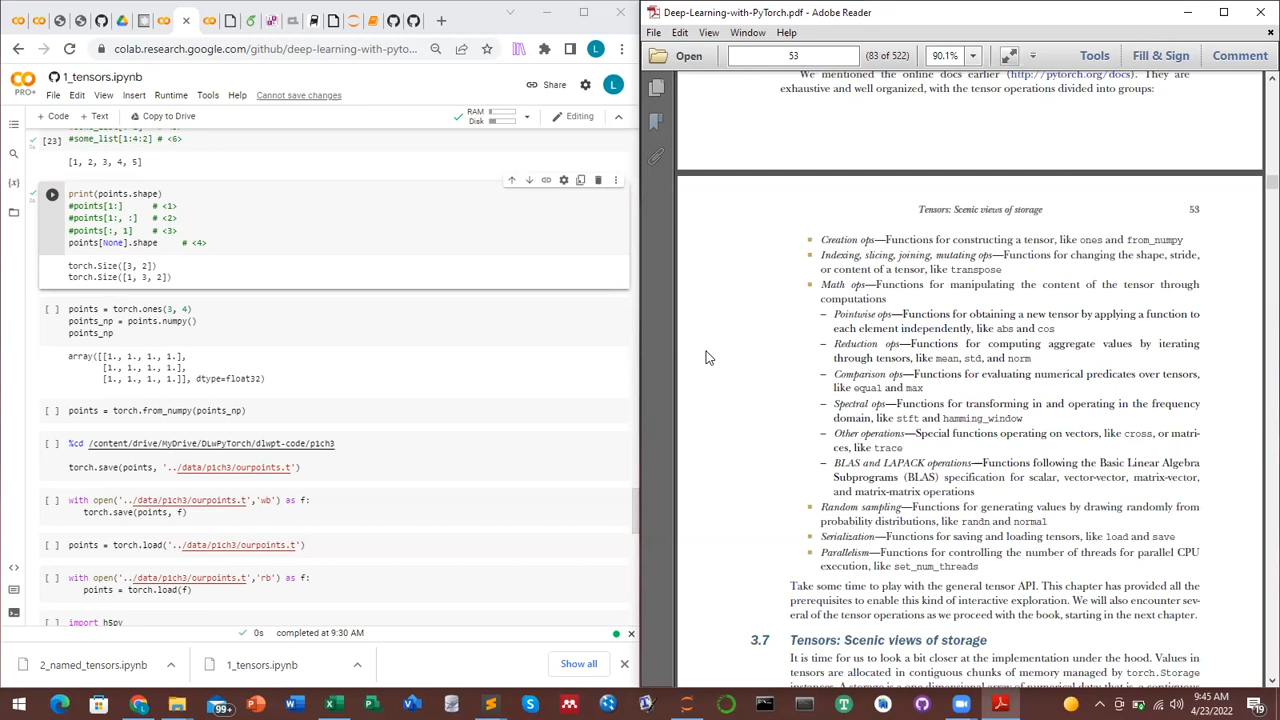 colab.research.google.com/github/deep-learning-with-pyto...
L
PRO+
1_tensors.ipynb
File Edit View Insert Runtime Tools Help Cannot save changes
Share
L
+ Code + Text Copy to Drive
RAM
Disk
Editing
[23] #some_list[1:4:2] # <6>
[1, 2, 3, 4, 5]
print(points.shape)
#points[1:] # <1>
#points[1:, :] # <2>
#points[:, 1] # <3>
points[None].shape # <4>
torch.Size([3, 2])
torch.Size([1, 3, 2])
[ ] points = torch.ones(3, 4)
points_np = points.numpy()
points_np
array([[1., 1., 1., 1.],
[1., 1., 1., 1.],
[1., 1., 1., 1.]], dtype=float32)
[ ] points = torch.from_numpy(points_np)
[ ] %cd /content/drive/MyDrive/DLwPyTorch/dlwpt-code/p1ch3
torch.save(points, '../data/p1ch3/ourpoints.t')
[ ] with open('../data/p1ch3/ourpoints.t','wb') as f:
torch.save(points, f)
[ ] points = torch.load('../data/p1ch3/ourpoints.t')
[ ] with open('../data/p1ch3/ourpoints.t','rb') as f:
points = torch.load(f)
import h5py
0s completed at 9:30 AM
2_named_tensors.ipynb
1_tensors.ipynb
Show all
Deep-Learning-with-PyTorch.pdf - Adobe Reader
File Edit View Window Help
Open
53
(83 of 522)
90.1%
Tools
Fill & Sign
Comment
We mentioned the online docs earlier (http://pytorch.org/docs). They are
exhaustive and well organized, with the tensor operations divided into groups:
Tensors: Scenic views of storage 53
Creation ops—Functions for constructing a tensor, like ones and from_numpy
Indexing, slicing, joining, mutating ops—Functions for changing the shape, stride,
or content of a tensor, like transpose
Math ops—Functions for manipulating the content of the tensor through
computations
– Pointwise ops—Functions for obtaining a new tensor by applying a function to
each element independently, like abs and cos
– Reduction ops—Functions for computing aggregate values by iterating
through tensors, like mean, std, and norm
– Comparison ops—Functions for evaluating numerical predicates over tensors,
like equal and max
– Spectral ops—Functions for transforming in and operating in the frequency
domain, like stft and hamming_window
– Other operations—Special functions operating on vectors, like cross, or matri-
ces, like trace
– BLAS and LAPACK operations—Functions following the Basic Linear Algebra
Subprograms (BLAS) specification for scalar, vector-vector, matrix-vector,
and matrix-matrix operations
Random sampling—Functions for generating values by drawing randomly from
probability distributions, like randn and normal
Serialization—Functions for saving and loading tensors, like load and save
Parallelism—Functions for controlling the number of threads for parallel CPU
execution, like set_num_threads
Take some time to play with the general tensor API. This chapter has provided all the
prerequisites to enable this kind of interactive exploration. We will also encounter sev-
eral of the tensor operations as we proceed with the book, starting in the next chapter.
3.7 Tensors: Scenic views of storage
It is time for us to look a bit closer at the implementation under the hood. Values in
tensors are allocated in contiguous chunks of memory managed by torch.Storage
99+
9:45 AM
4/23/2022
19